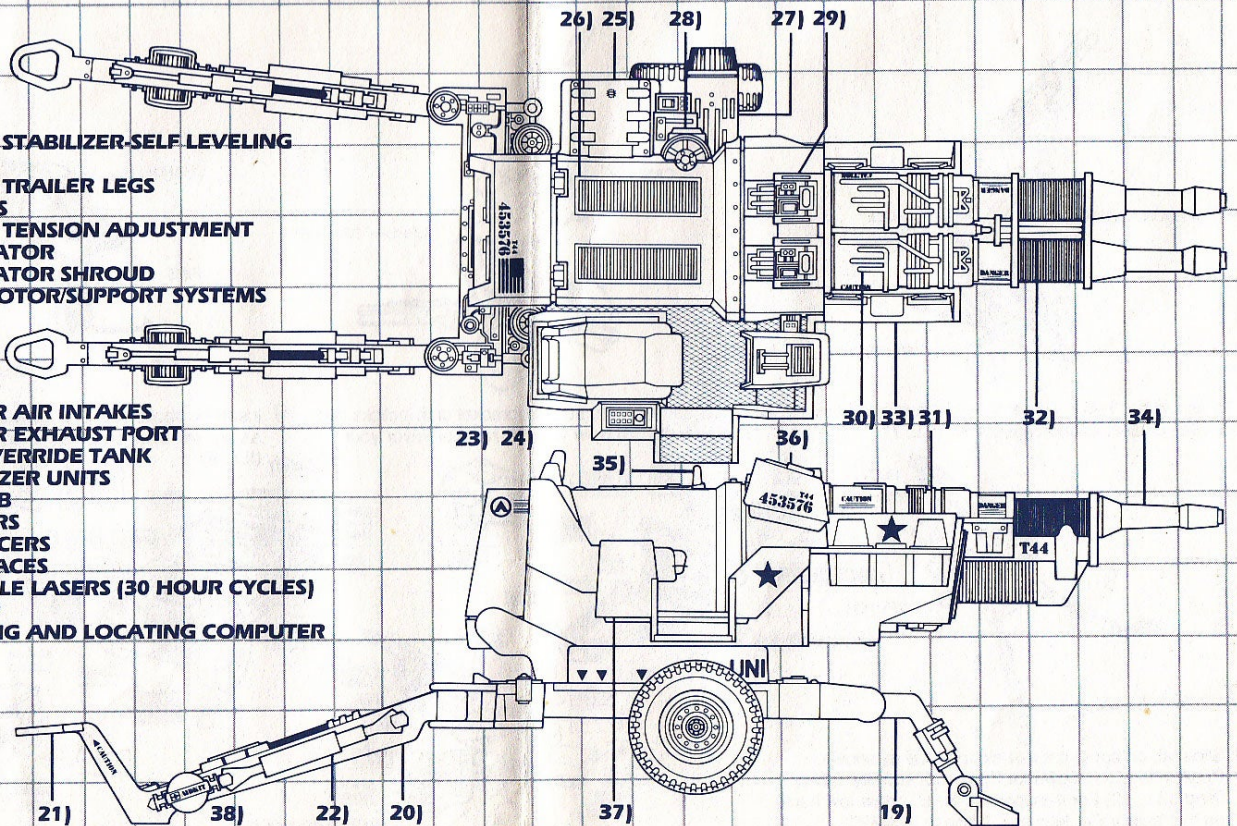 26) 25) 28) 27) 29)
STABILIZER-SELF LEVELING
TRAILER LEGS
S
TENSION ADJUSTMENT
ATOR
ATOR SHROUD
OTOR/SUPPORT SYSTEMS
R AIR INTAKES
R EXHAUST PORT
VERRIDE TANK
ZER UNITS
B
RS
CERS
ACES
LE LASERS (30 HOUR CYCLES)
NG AND LOCATING COMPUTER
453576 T44
CAUTION
DANGER
CAUTION
DANGER
30) 33) 31) 32) 34)
23) 24)
35) 36)
453576 T44
CAUTION
DANGER
T44
UNI
CAUTION
21) 38) 22) 20) 37) 19)